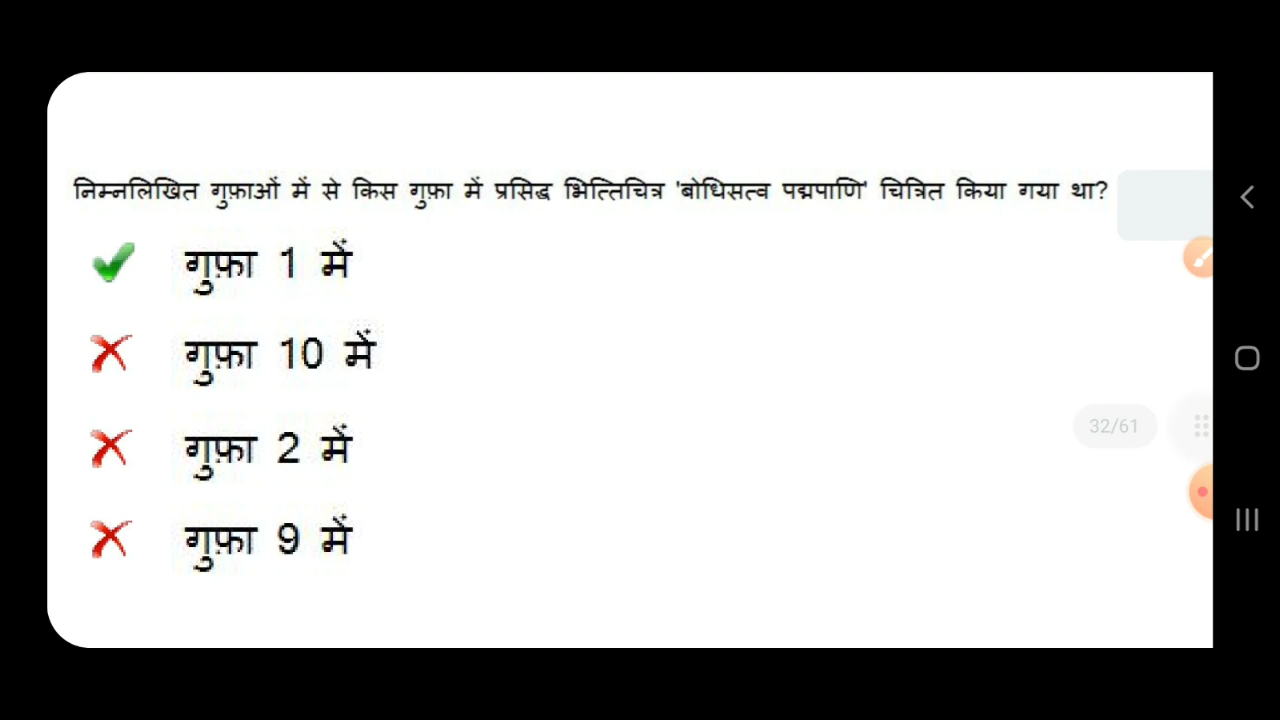 निम्नलिखित गुफ़ाओं में से किस गुफ़ा में प्रसिद्ध भित्तिचित्र 'बोधिसत्व पद्मपाणि' चित्रित किया गया था?
गुफ़ा 1 में
गुफ़ा 10 में
32/61
गुफ़ा 2 में
गुफ़ा 9 में